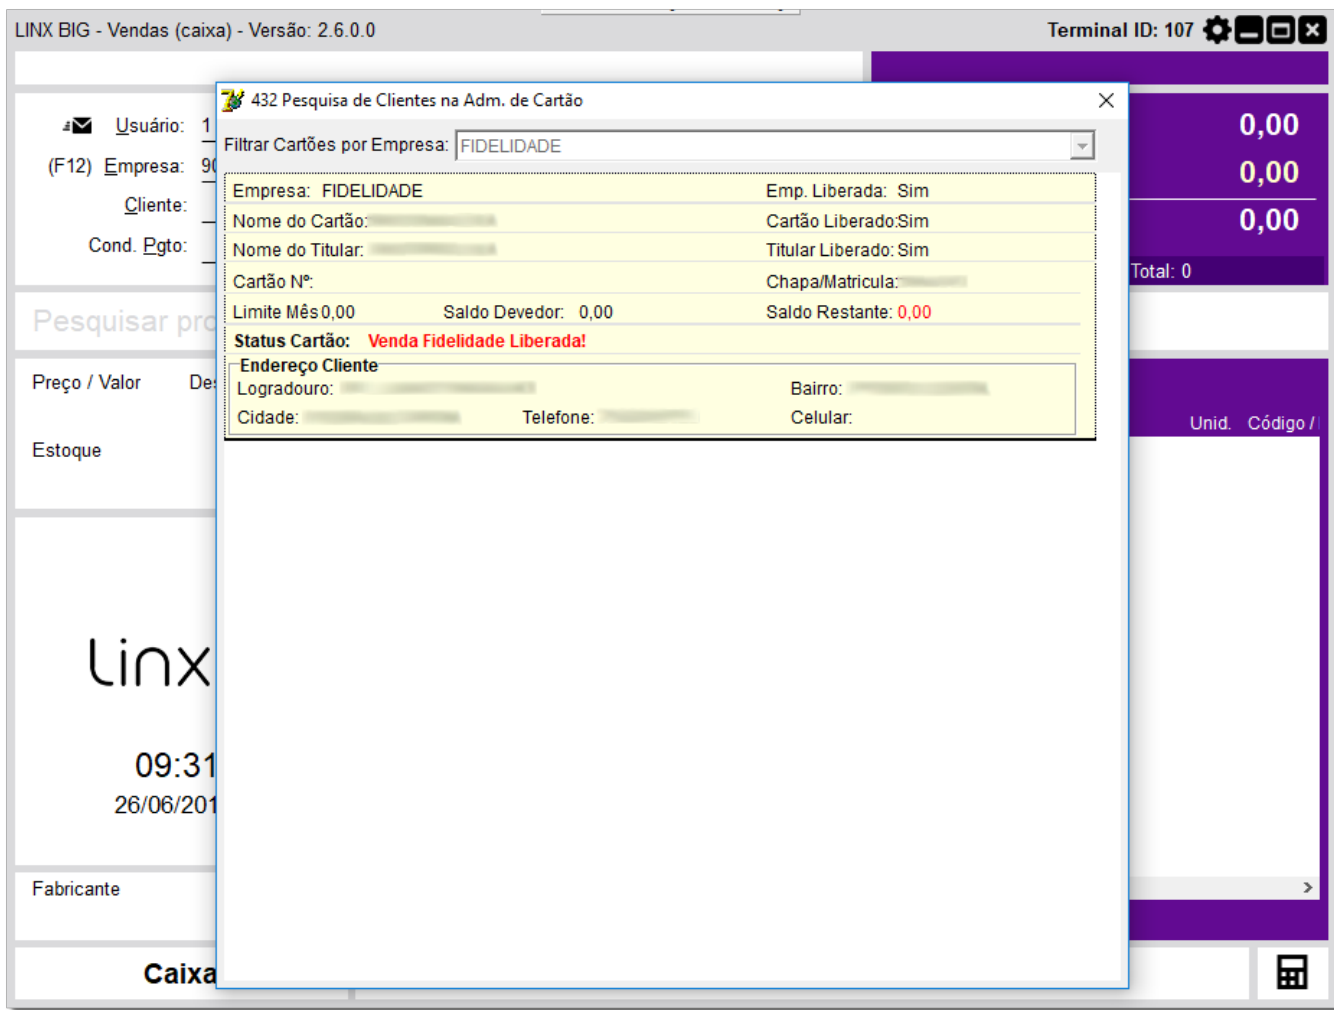 LINX BIG - Vendas (caixa) - Versão: 2.6.0.0
Terminal ID: 107
432 Pesquisa de Clientes na Adm. de Cartão
Filtrar Cartões por Empresa: FIDELIDADE
Empresa: FIDELIDADE
Emp. Liberada: Sim
Nome do Cartão:
Cartão Liberado:Sim
Nome do Titular:
Titular Liberado: Sim
Cartão Nº:
Chapa/Matricula:
Limite Mês 0,00
Saldo Devedor: 0,00
Saldo Restante: 0,00
Status Cartão: Venda Fidelidade Liberada!
Endereço Cliente
Logradouro:
Bairro:
Cidade:
Telefone:
Celular:
Usuário: 1
(F12) Empresa: 90
Cliente:
Cond. Pgto:
0,00
0,00
0,00
Total: 0
Pesquisar
Preço / Valor
Estoque
Unid.
Código /
Linx
09:31
26/06/201
Fabricante
Caixa